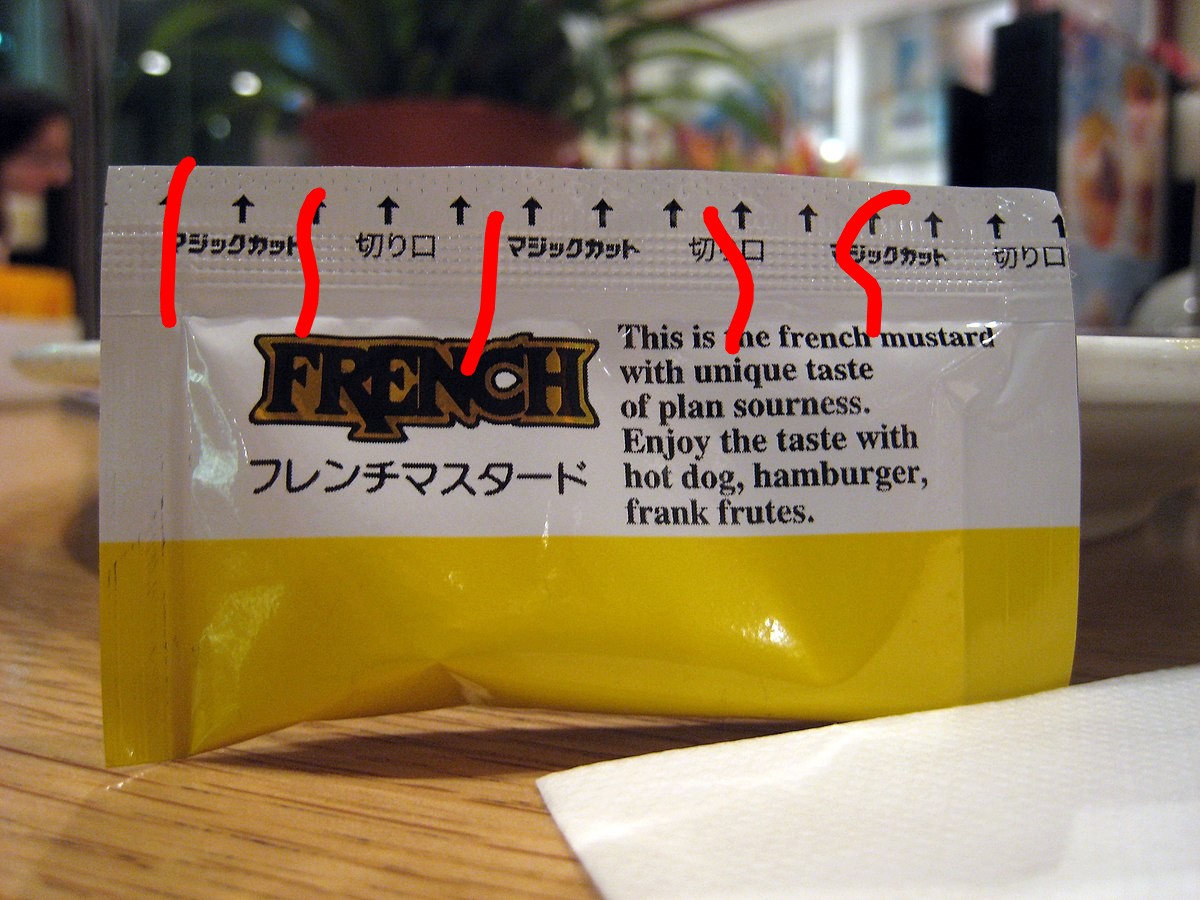 マジックカット 切り口 マジックカット 切り口 マジックカット 切り口
FRENCH
フレンチマスタード
This is the french mustard
with unique taste
of plan sourness.
Enjoy the taste with
hot dog, hamburger,
frank frutes.